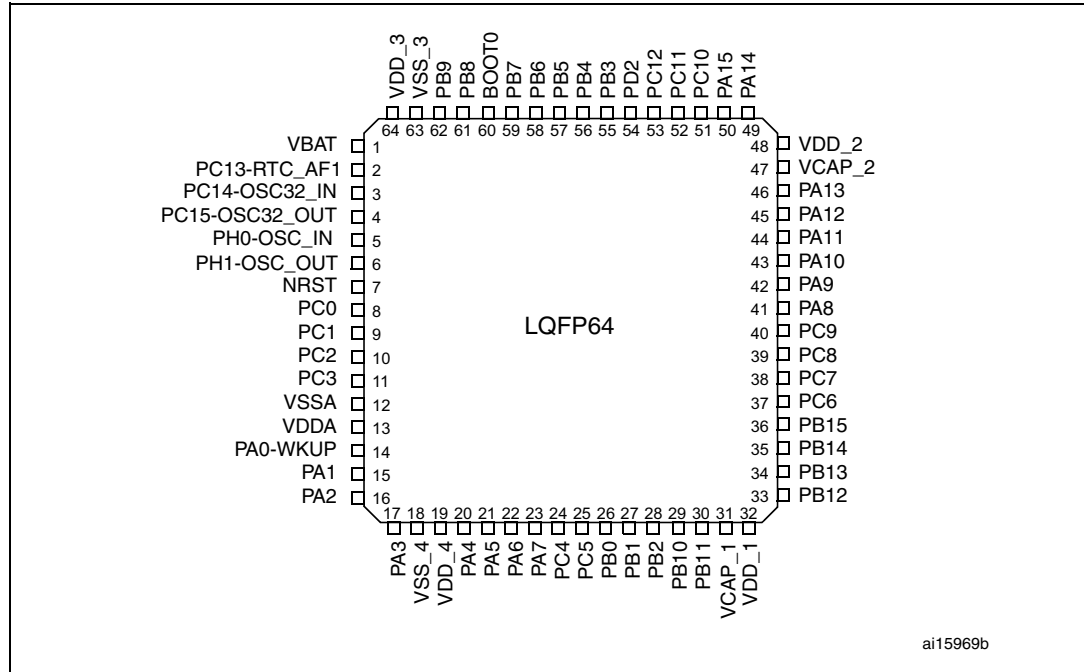 VDD_3
VSS_3
PB9
PB8
BOOT0
PB7
PB6
PB5
PB4
PB3
PD2
PC12
PC11
PC10
PA15
PA14
64 63 62 61 60 59 58 57 56 55 54 53 52 51 50 49
VBAT 1
PC13-RTC_AF1 2
PC14-OSC32_IN 3
PC15-OSC32_OUT 4
PH0-OSC_IN 5
PH1-OSC_OUT 6
NRST 7
PC0 8
PC1 9
PC2 10
PC3 11
VSSA 12
VDDA 13
PA0-WKUP 14
PA1 15
PA2 16
LQFP64
48 VDD_2
47 VCAP_2
46 PA13
45 PA12
44 PA11
43 PA10
42 PA9
41 PA8
40 PC9
39 PC8
38 PC7
37 PC6
36 PB15
35 PB14
34 PB13
33 PB12
17 18 19 20 21 22 23 24 25 26 27 28 29 30 31 32
PA3
VSS_4
VDD_4
PA4
PA5
PA6
PA7
PC4
PC5
PB0
PB1
PB2
PB10
PB11
VCAP_1
VDD_1
ai15969b